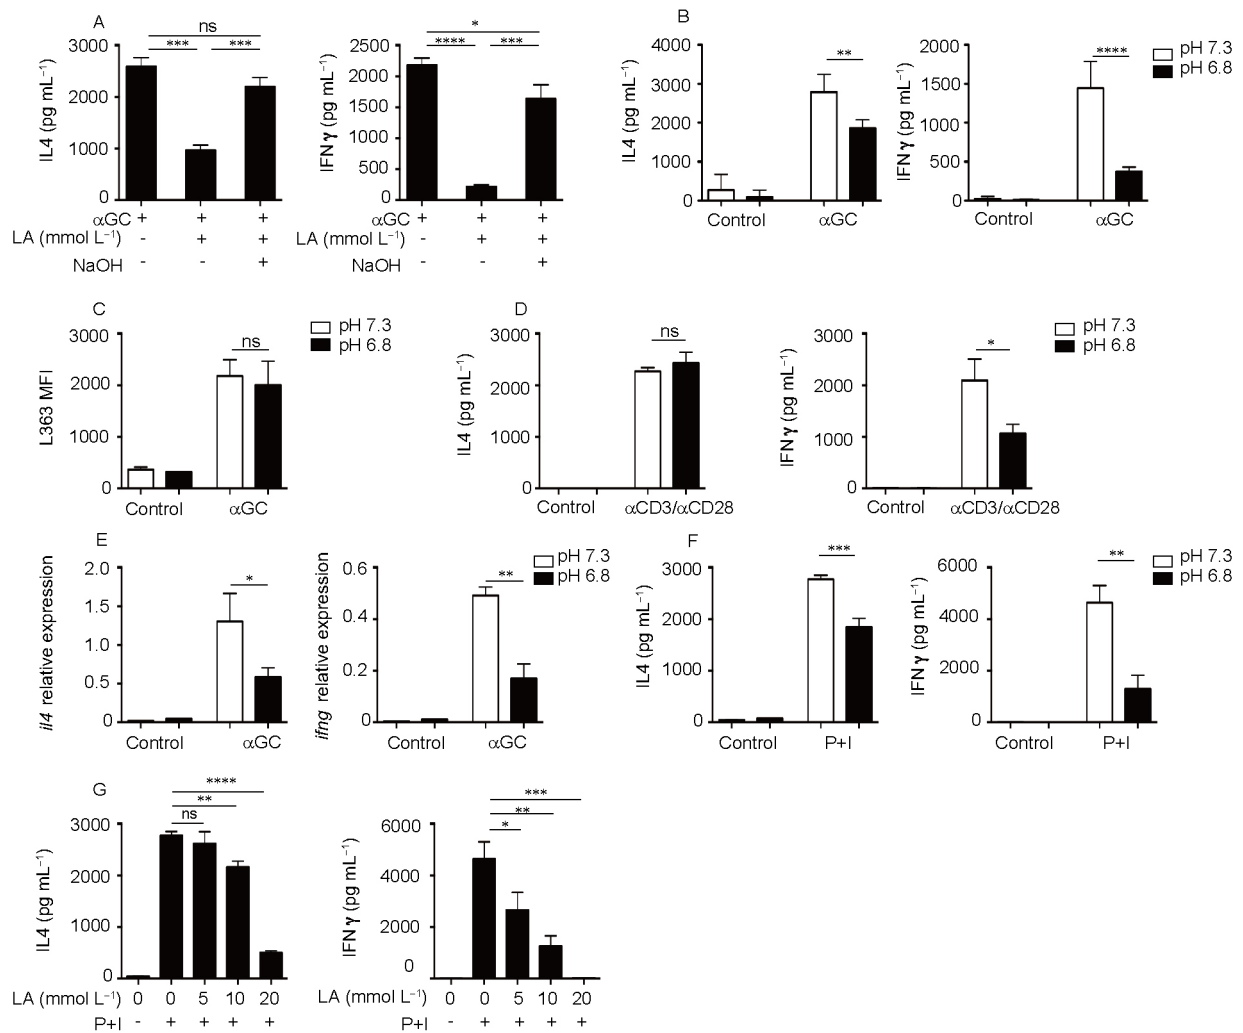 A
ns
*** ***
3000
2000
1000
0
IL4 (pg mL⁻¹)
αGC + + +
LA (mmol L⁻¹) - + +
NaOH - - +
*
**** ***
2500
2000
1500
1000
500
0
IFNγ (pg mL⁻¹)
+ + +
LA (mmol L⁻¹) - + +
NaOH - - +
B
**
4000
3000
2000
1000
0
IL4 (pg mL⁻¹)
Control αGC
****
2000
1500
1000
500
0
IFNγ (pg mL⁻¹)
Control αGC
pH 7.3
pH 6.8
C
ns
3000
2000
1000
0
L363 MFI
Control αGC
pH 7.3
pH 6.8
D
ns
3000
2000
1000
0
IL4 (pg mL⁻¹)
Control αCD3/αCD28
*
3000
2000
1000
0
IFNγ (pg mL⁻¹)
Control αCD3/αCD28
pH 7.3
pH 6.8
E
*
2.0
1.5
1.0
0.5
0
il4 relative expression
Control αGC
**
0.6
0.4
0.2
0
ifng relative expression
Control αGC
pH 7.3
pH 6.8
F
***
3000
2000
1000
0
IL4 (pg mL⁻¹)
Control P+I
**
6000
4000
2000
0
IFNγ (pg mL⁻¹)
Control P+I
pH 7.3
pH 6.8
G
****
**
ns
3000
2000
1000
0
IL4 (pg mL⁻¹)
LA (mmol L⁻¹) 0 0 5 10 20
P+I - + + + +
***
**
*
6000
4000
2000
0
IFNγ (pg mL⁻¹)
LA (mmol L⁻¹) 0 0 5 10 20
P+I - + + + +